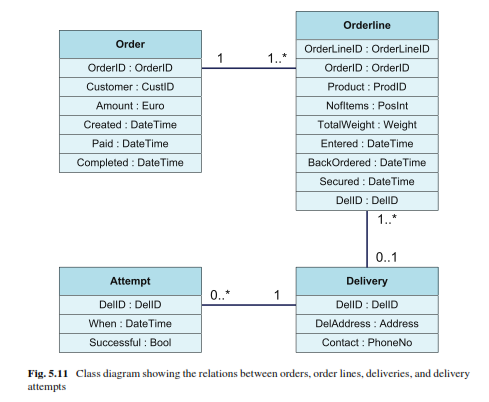 Order
OrderID : OrderID
Customer : CustID
Amount : Euro
Created : DateTime
Paid : DateTime
Completed : DateTime
1
1..*
Orderline
OrderLineID : OrderLineID
OrderID : OrderID
Product : ProdID
NofItems : PosInt
TotalWeight : Weight
Entered : DateTime
BackOrdered : DateTime
Secured : DateTime
DelID : DelID
1..*
0..1
Attempt
DelID : DelID
When : DateTime
Successful : Bool
0..*
1
Delivery
DelID : DelID
DelAddress : Address
Contact : PhoneNo
Fig. 5.11 Class diagram showing the relations between orders, order lines, deliveries, and delivery
attempts